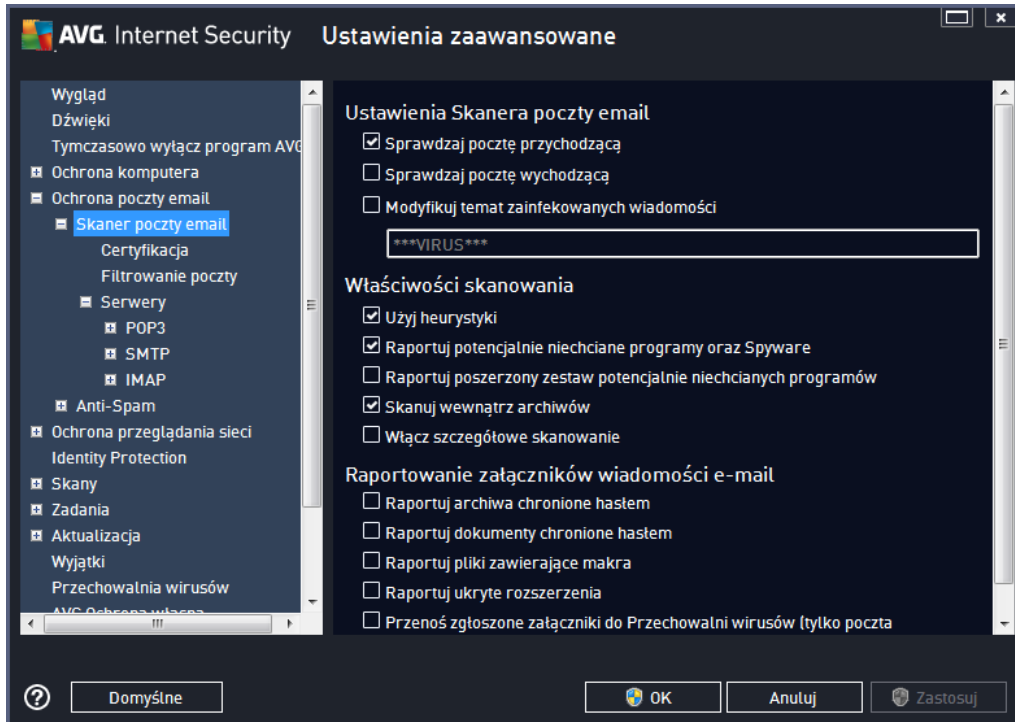 AVG. Internet Security Ustawienia zaawansowane
Wygląd
Dźwięki
Tymczasowo wyłącz program AVG
Ochrona komputera
Ochrona poczty email
Skaner poczty email
Certyfikacja
Filtrowanie poczty
Serwery
POP3
SMTP
IMAP
Anti-Spam
Ochrona przeglądania sieci
Identity Protection
Skany
Zadania
Aktualizacja
Wyjątki
Przechowalnia wirusów
AVG Ochrona własna
Ustawienia Skanera poczty email
Sprawdzaj pocztę przychodzącą
Sprawdzaj pocztę wychodzącą
Modyfikuj temat zainfekowanych wiadomości
***VIRUS***
Właściwości skanowania
Użyj heurystyki
Raportuj potencjalnie niechciane programy oraz Spyware
Raportuj poszerzony zestaw potencjalnie niechcianych programów
Skanuj wewnątrz archiwów
Włącz szczegółowe skanowanie
Raportowanie załączników wiadomości e-mail
Raportuj archiwa chronione hasłem
Raportuj dokumenty chronione hasłem
Raportuj pliki zawierające makra
Raportuj ukryte rozszerzenia
Przenoś zgłoszone załączniki do Przechowalni wirusów (tylko poczta
Domyślne
OK
Anuluj
Zastosuj